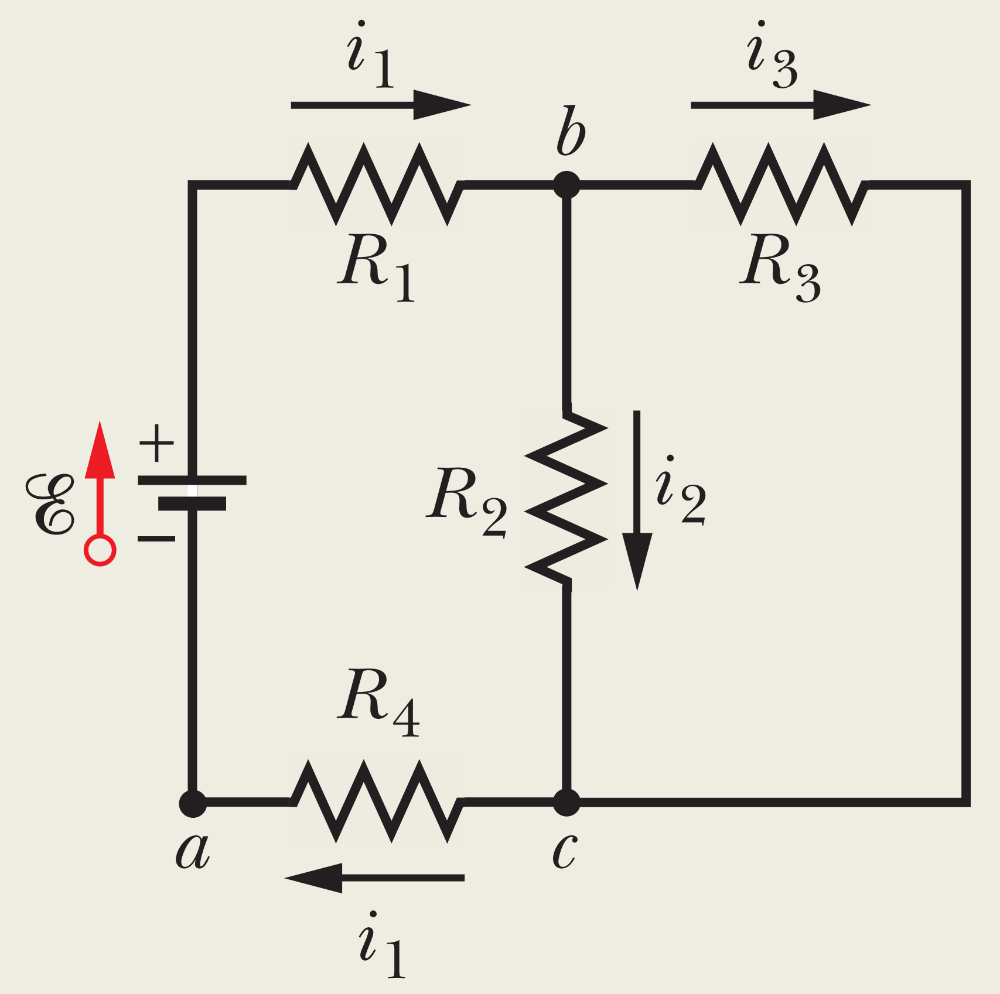 i₁
i₃
b
R₁
R₃
+
ℰ
−
R₂
i₂
R₄
a
c
i₁